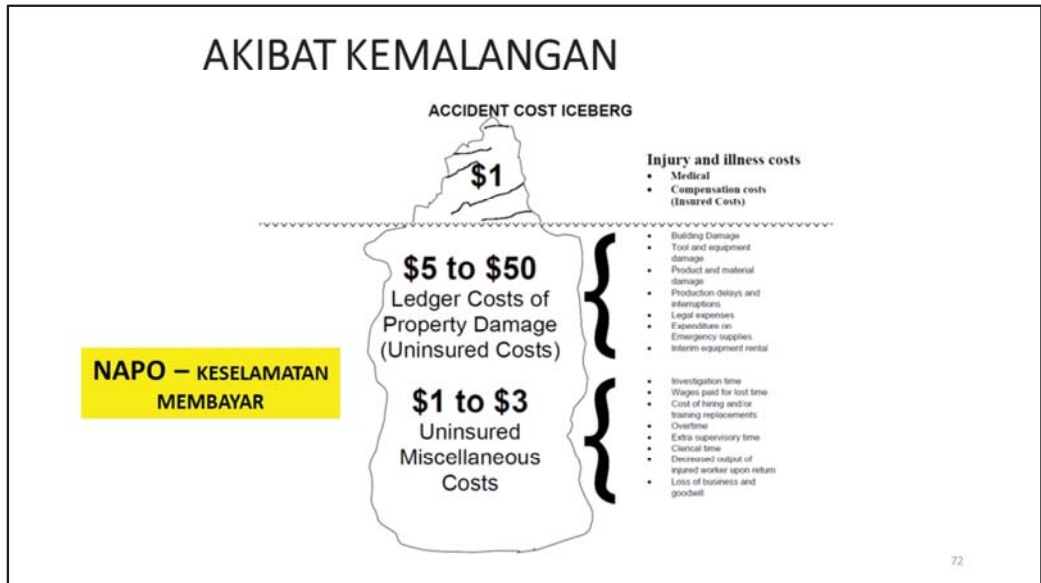 AKIBAT KEMALANGAN
ACCIDENT COST ICEBERG
$1
Injury and illness costs
• Medical
• Compensation costs
(Insured Costs)
$5 to $50
Ledger Costs of
Property Damage
(Uninsured Costs)
• Building Damage
• Tool and equipment
damage
• Product and material
damage
• Production delays and
interruptions
• Legal expenses
• Expenditure on
Emergency supplies
• Interim equipment rental
NAPO – KESELAMATAN
MEMBAYAR
$1 to $3
Uninsured
Miscellaneous
Costs
• Investigation time
• Wages paid for lost time
• Cost of hiring and/or
training replacements
• Overtime
• Extra supervisory time
• Clerical time
• Decreased output of
injured worker upon return
• Loss of business and
goodwill
72